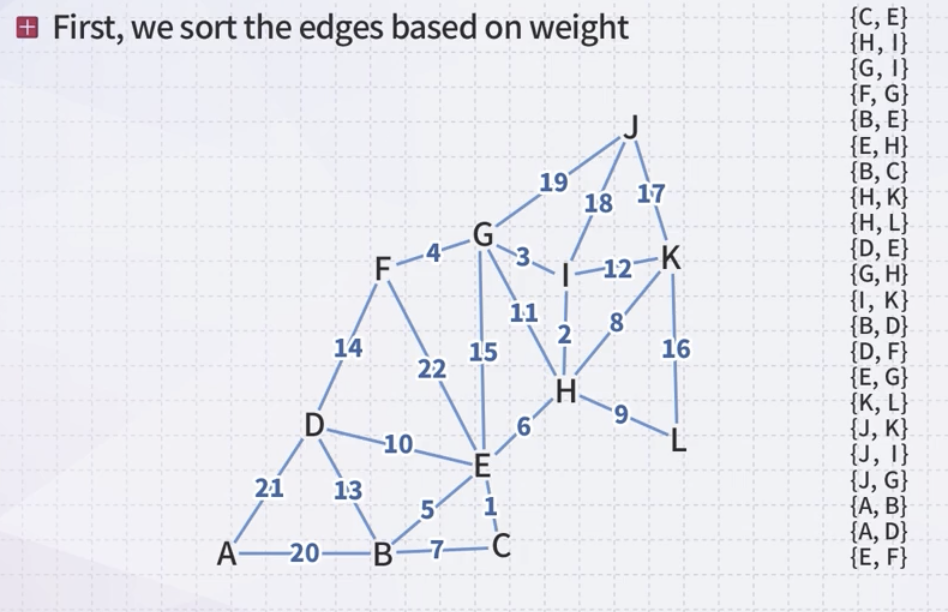 First, we sort the edges based on weight
{C, E}
{H, I}
{G, I}
{F, G}
{B, E}
{E, H}
{B, C}
{H, K}
{H, L}
{D, E}
{G, H}
{I, K}
{B, D}
{D, F}
{E, G}
{K, L}
{J, K}
{J, I}
{J, G}
{A, B}
{A, D}
{E, F}
J
19
18
17
G
4
3
F
I
12
K
11
2
8
14
15
22
16
H
9
6
D
10
L
E
21
13
5
1
A
20
B
7
C